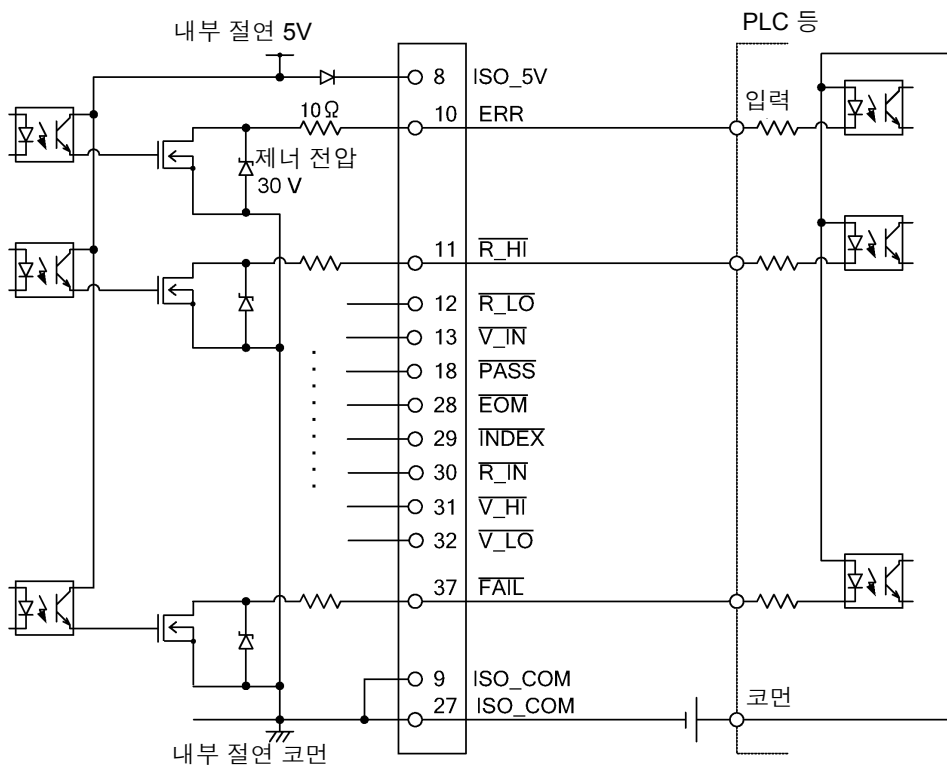 PLC 등
내부 절연 5V
8 ISO_5V
입력
10Ω
10 ERR
제너 전압
30 V
11 R_HI
12 R_LO
13 V_IN
18 PASS
28 EOM
29 INDEX
30 R_IN
31 V_HI
32 V_LO
37 FAIL
9 ISO_COM
27 ISO_COM
코먼
내부 절연 코먼